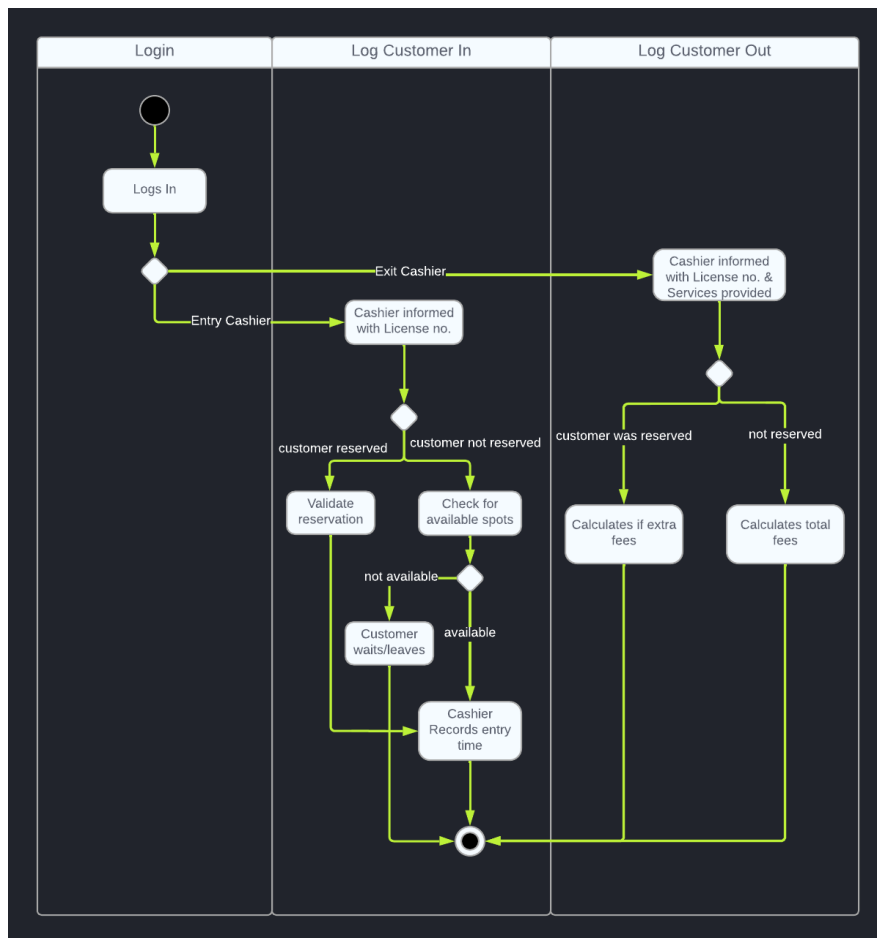 Login
Log Customer In
Log Customer Out
Logs In
Exit Cashier
Cashier informed
with License no. &
Services provided
Entry Cashier
Cashier informed
with License no.
customer reserved
customer not reserved
customer was reserved
not reserved
Validate
reservation
Check for
available spots
Calculates if extra
fees
Calculates total
fees
not available
available
Customer
waits/leaves
Cashier
Records entry
time